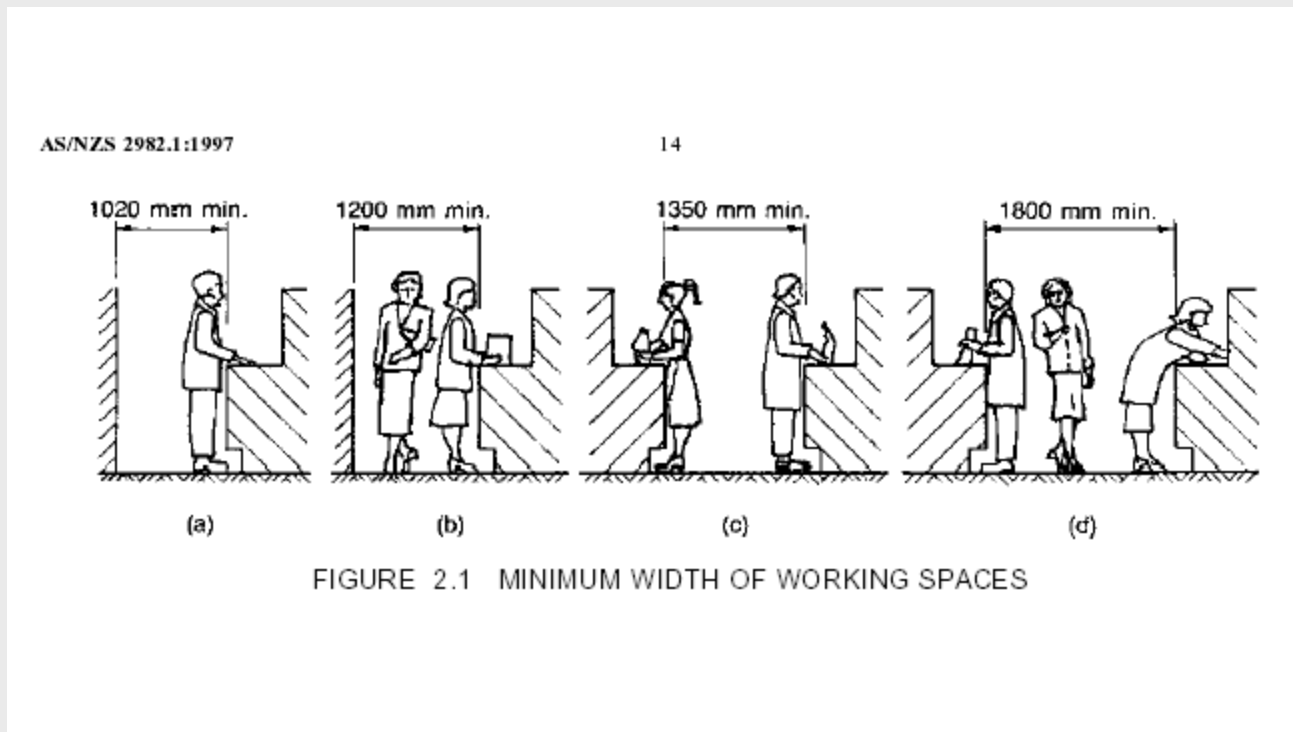 AS/NZS 2982.1:1997 14
1020 mm min. 1200 mm min. 1350 mm min. 1800 mm min.
(a) (b) (c) (d)
FIGURE 2.1 MINIMUM WIDTH OF WORKING SPACES